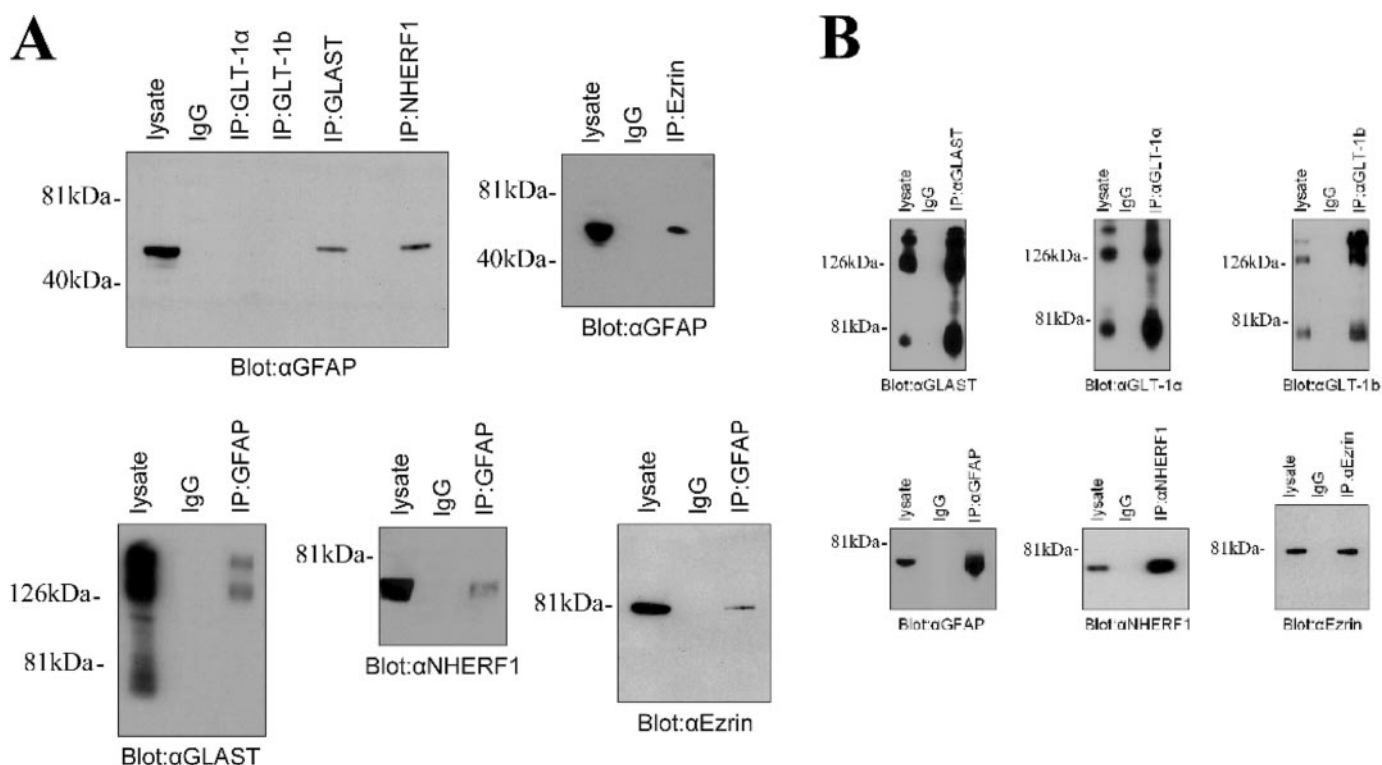 A
lysate
IgG
IP:GLT-1α
IP:GLT-1b
IP:GLAST
IP:NHERF1
81kDa-
40kDa-
Blot:αGFAP
lysate
IgG
IP:Ezrin
81kDa-
40kDa-
Blot:αGFAP
lysate
IgG
IP:GFAP
126kDa-
81kDa-
Blot:αGLAST
lysate
IgG
IP:GFAP
81kDa-
Blot:αNHERF1
lysate
IgG
IP:GFAP
81kDa-
Blot:αEzrin
B
lysate
IgG
IP:αGLAST
126kDa-
81kDa-
Blot:αGLAST
lysate
IgG
IP:αGLT-1α
126kDa-
81kDa-
Blot:αGLT-1α
lysate
IgG
IP:αGLT-1b
126kDa-
81kDa-
Blot:αGLT-1b
lysate
IgG
IP:αGFAP
81kDa-
Blot:αGFAP
lysate
IgG
IP:αNHERF1
81kDa-
Blot:αNHERF1
lysate
IgG
IP:αEzrin
81kDa-
Blot:αEzrin